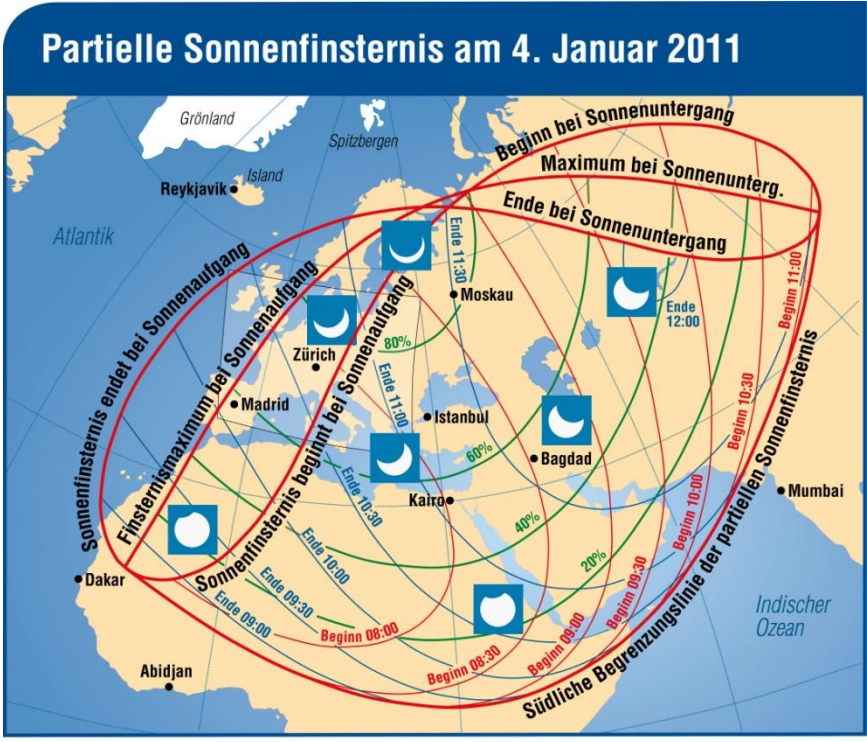 Partielle Sonnenfinsternis am 4. Januar 2011
Grönland
Spitzbergen
Beginn bei Sonnenuntergang
Maximum bei Sonnenunterg.
Ende bei Sonnenuntergang
Reykjavik
Island
Atlantik
Ende 11:30
Moskau
Ende
12:00
Beginn 11:00
80%
Zürich
Ende 11:00
Madrid
Istanbul
Beginn 10:30
60%
Bagdad
Mumbai
Kairo
Ende 10:30
40%
Beginn 10:00
20%
Sonnenfinsternis endet bei Sonnenaufgang
Finsternismaximum bei Sonnenaufgang
Sonnenfinsternis beginnt bei Sonnenaufgang
Ende 10:00
Dakar
Ende 09:30
Ende 09:00
Beginn 08:00
Beginn 08:30
Beginn 09:00
Beginn 09:30
Südliche Begrenzungslinie der partiellen Sonnenfinsternis
Indischer
Ozean
Abidjan